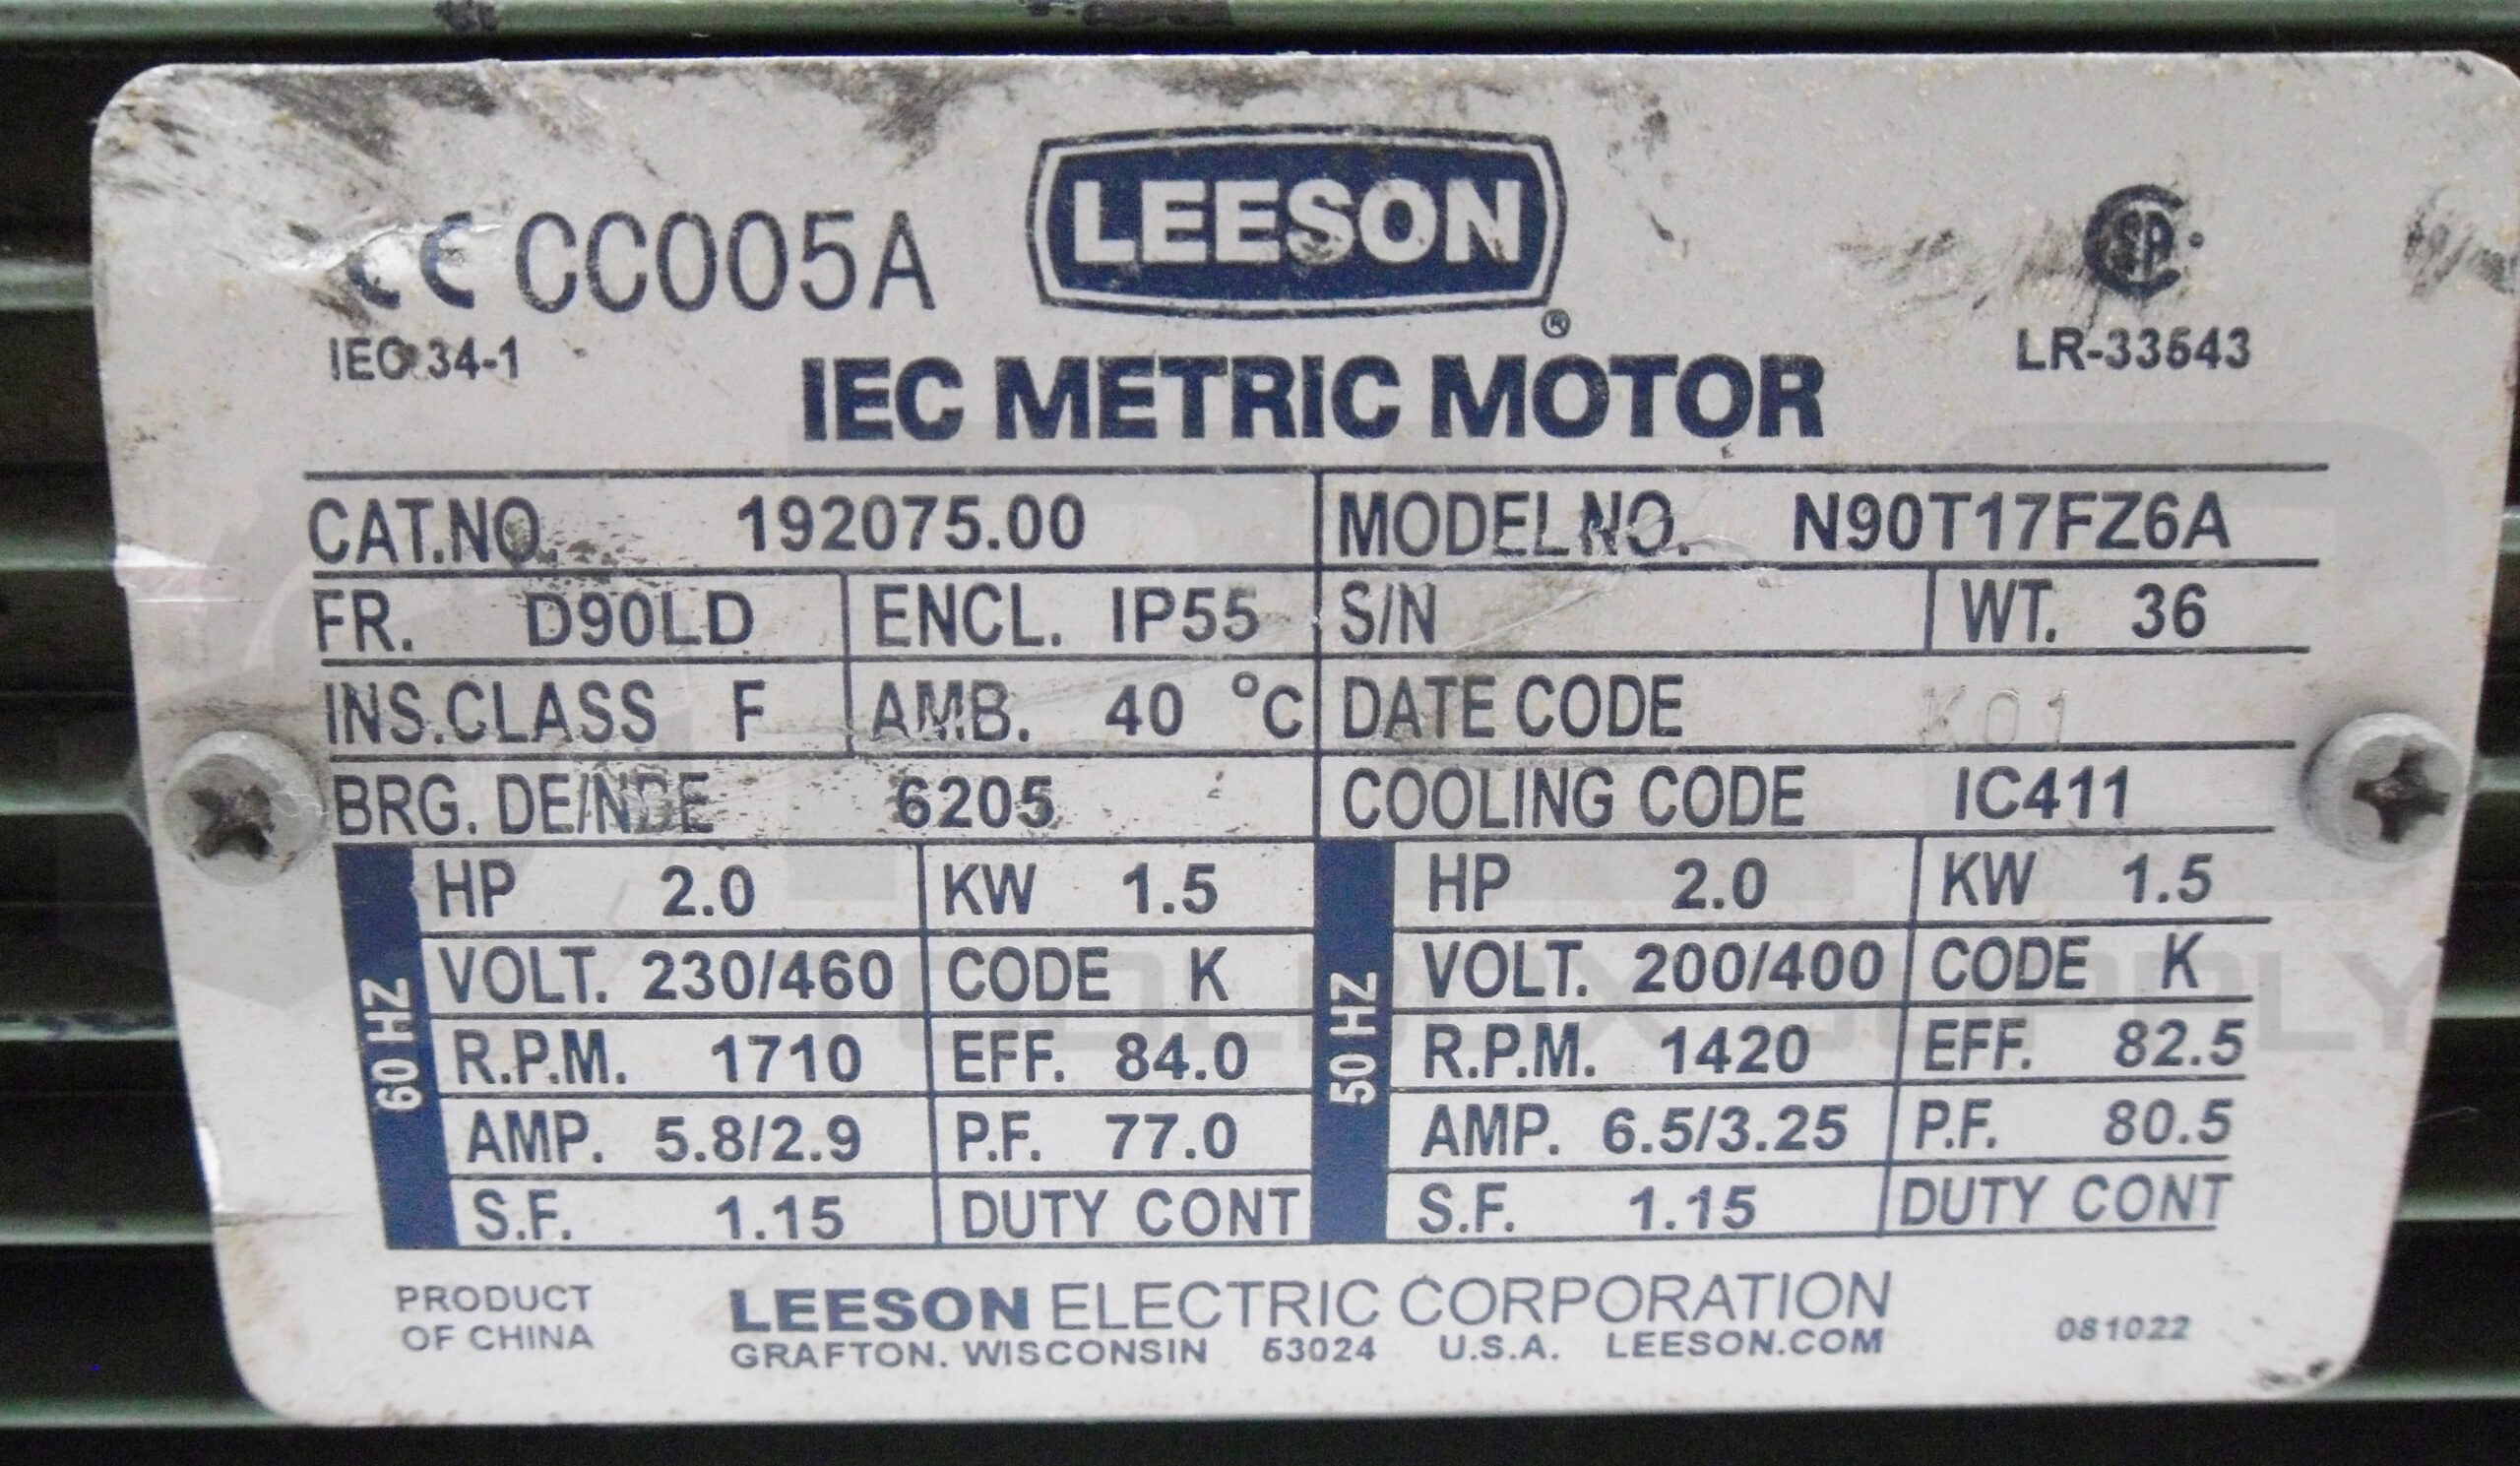 CE CC005A
LEESON®
IEC 34-1
IEC METRIC MOTOR
LR-33543
CAT.NO. 192075.00 MODEL NO. N90T17FZ6A
FR. D90LD ENCL. IP55 S/N WT. 36
INS.CLASS F AMB. 40 °C DATE CODE K01
BRG. DE/NDE 6205 COOLING CODE IC411
60 HZ
HP 2.0 KW 1.5
VOLT. 230/460 CODE K
R.P.M. 1710 EFF. 84.0
AMP. 5.8/2.9 P.F. 77.0
S.F. 1.15 DUTY CONT
50 HZ
HP 2.0 KW 1.5
VOLT. 200/400 CODE K
R.P.M. 1420 EFF. 82.5
AMP. 6.5/3.25 P.F. 80.5
S.F. 1.15 DUTY CONT
PRODUCT
OF CHINA
LEESON ELECTRIC CORPORATION
GRAFTON. WISCONSIN 53024 U.S.A. LEESON.COM
081022